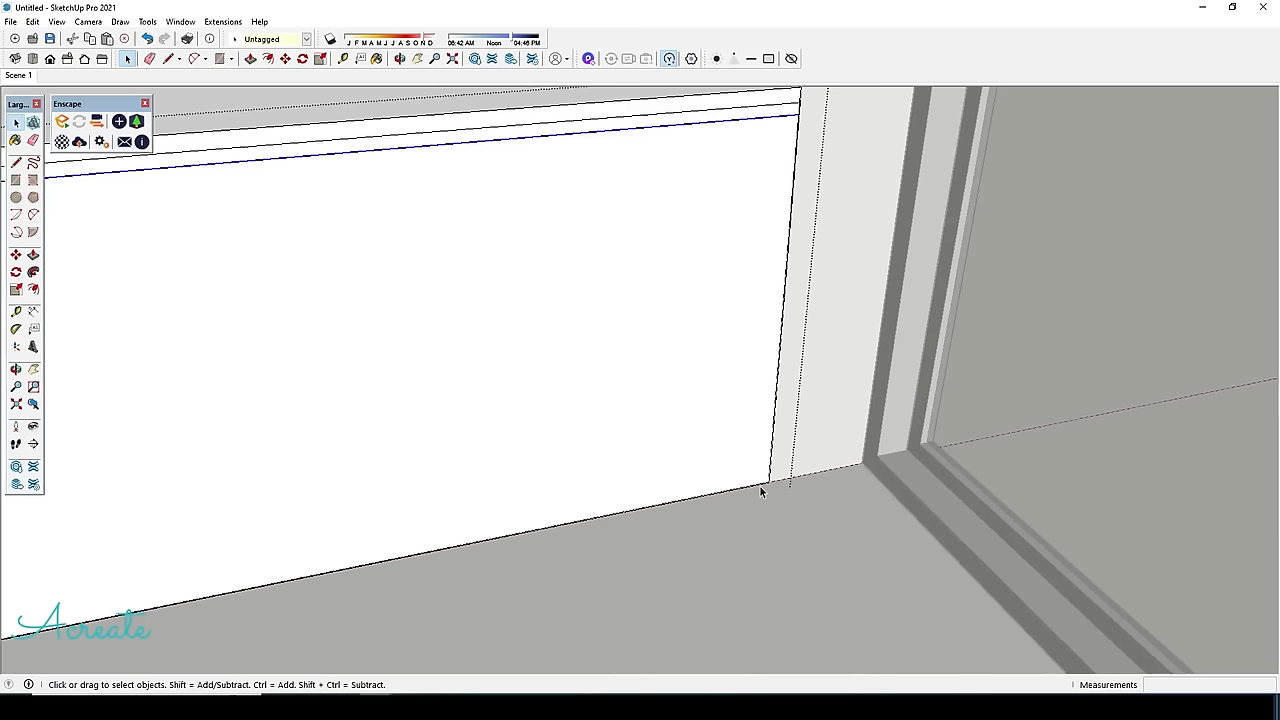 Untitled - SketchUp Pro 2021
File Edit View Camera Draw Tools Window Extensions Help
Untagged
J F M A M J J A S O N D
06:42 AM Noon 04:46 PM
Scene 1
Larg...
Enscape
Acreate
Click or drag to select objects. Shift = Add/Subtract. Ctrl = Add. Shift + Ctrl = Subtract.
Measurements